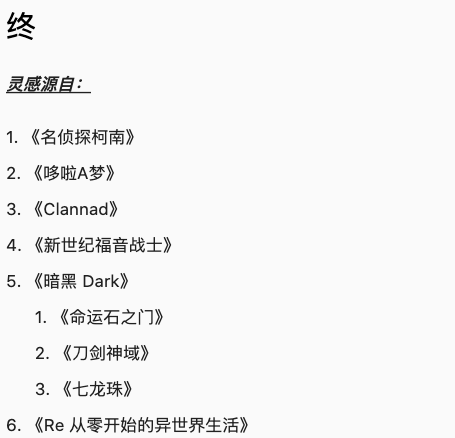 终
灵感源自：
1. 《名侦探柯南》
2. 《哆啦A梦》
3. 《Clannad》
4. 《新世纪福音战士》
5. 《暗黑 Dark》
1. 《命运石之门》
2. 《刀剑神域》
3. 《七龙珠》
6. 《Re 从零开始的异世界生活》